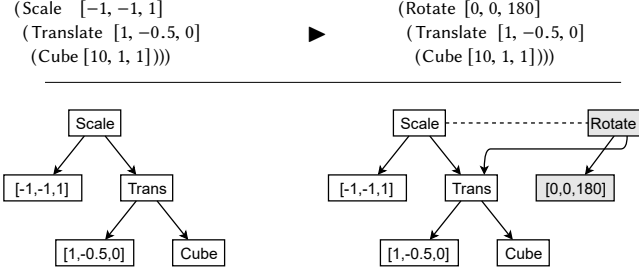 (Scale [−1, −1, 1]
(Translate [1, −0.5, 0]
(Cube [10, 1, 1])))
▶
(Rotate [0, 0, 180]
(Translate [1, −0.5, 0]
(Cube [10, 1, 1])))
Scale
[-1,-1,1]
Trans
[1,-0.5,0]
Cube
Scale
Rotate
[-1,-1,1]
Trans
[0,0,180]
[1,-0.5,0]
Cube